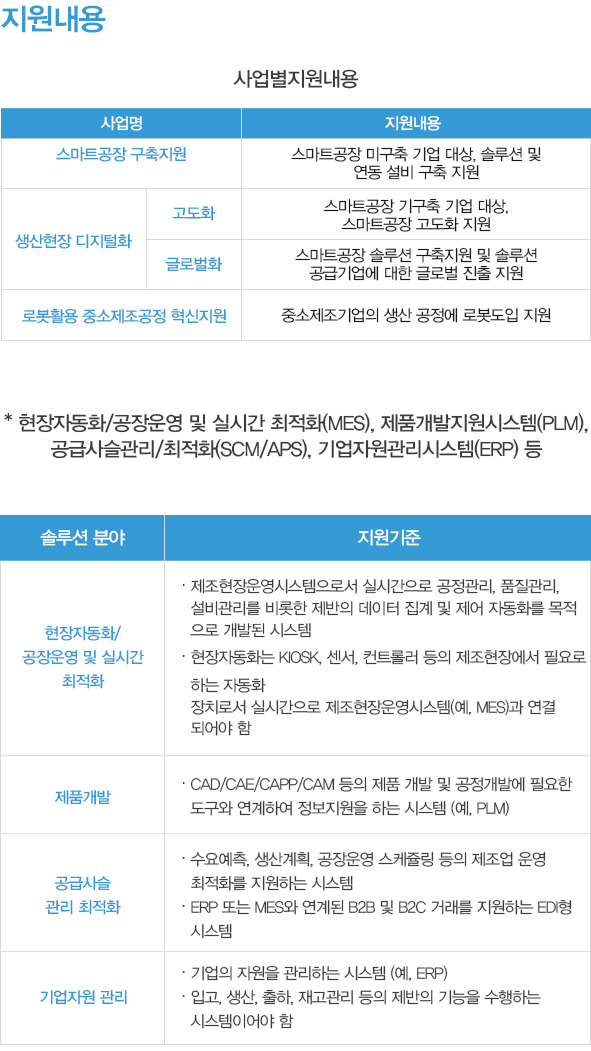 지원내용
사업별지원내용
사업명
지원내용
스마트공장 구축지원
스마트공장 미구축 기업 대상, 솔루션 및
연동 설비 구축 지원
생산현장 디지털화
고도화
스마트공장 기구축 기업 대상,
스마트공장 고도화 지원
글로벌화
스마트공장 솔루션 구축지원 및 솔루션
공급기업에 대한 글로벌 진출 지원
로봇활용 중소제조공정 혁신지원
중소제조기업의 생산 공정에 로봇도입 지원
* 현장자동화/공장운영 및 실시간 최적화(MES), 제품개발지원시스템(PLM),
공급사슬관리/최적화(SCM/APS), 기업자원관리시스템(ERP) 등
솔루션 분야
지원기준
현장자동화/
공장운영 및 실시간
최적화
· 제조현장운영시스템으로서 실시간으로 공정관리, 품질관리,
설비관리를 비롯한 제반의 데이터 집계 및 제어 자동화를 목적
으로 개발된 시스템
· 현장자동화는 KIOSK, 센서, 컨트롤러 등의 제조현장에서 필요로
하는 자동화
장치로서 실시간으로 제조현장운영시스템(예, MES)과 연결
되어야 함
제품개발
· CAD/CAE/CAPP/CAM 등의 제품 개발 및 공정개발에 필요한
도구와 연계하여 정보지원을 하는 시스템 (예, PLM)
공급사슬
관리 최적화
· 수요예측, 생산계획, 공장운영 스케쥴링 등의 제조업 운영
최적화를 지원하는 시스템
· ERP 또는 MES와 연계된 B2B 및 B2C 거래를 지원하는 EDI형
시스템
기업자원 관리
· 기업의 자원을 관리하는 시스템 (예, ERP)
· 입고, 생산, 출하, 재고관리 등의 제반의 기능을 수행하는
시스템이어야 함